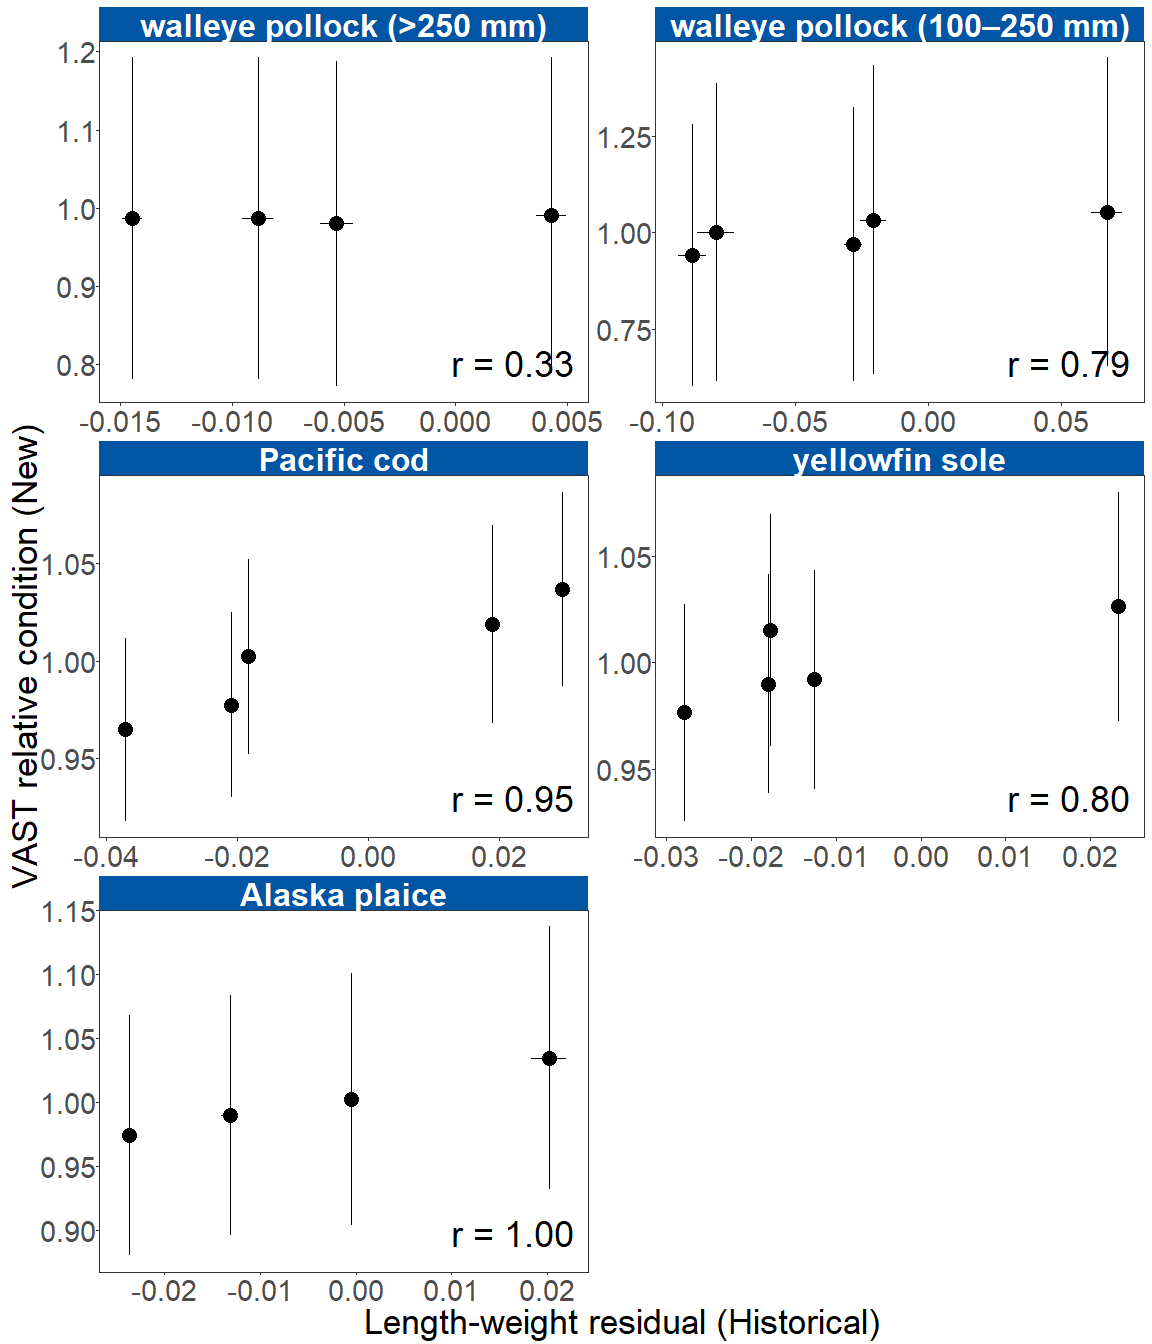 walleye pollock (>250 mm)
1.2
1.1
1.0
0.9
0.8
r = 0.33
-0.015 -0.010 -0.005 0.000 0.005
walleye pollock (100–250 mm)
1.25
1.00
0.75
r = 0.79
-0.10 -0.05 0.00 0.05
VAST relative condition (New)
Pacific cod
1.05
1.00
0.95
r = 0.95
-0.04 -0.02 0.00 0.02
yellowfin sole
1.05
1.00
0.95
r = 0.80
-0.03 -0.02 -0.01 0.00 0.01 0.02
Alaska plaice
1.15
1.10
1.05
1.00
0.95
0.90
r = 1.00
-0.02 -0.01 0.00 0.01 0.02
Length-weight residual (Historical)